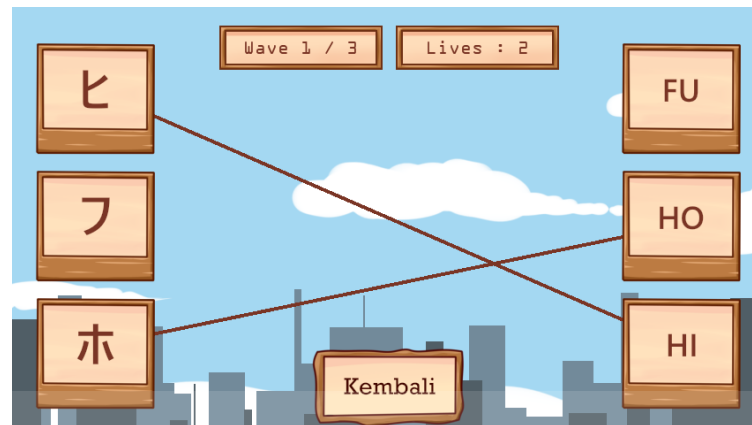 Wave 1 / 3
Lives : 2
ヒ
FU
フ
HO
ホ
HI
Kembali